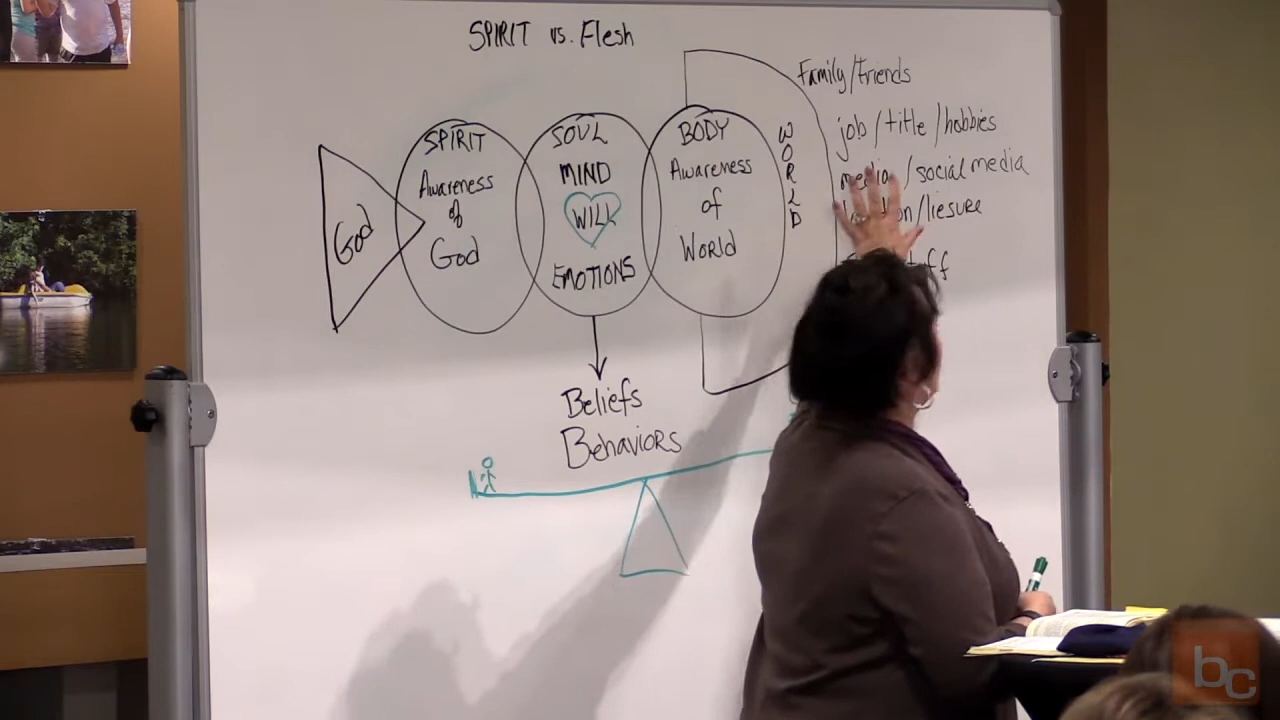 SPIRIT vs. Flesh
God
SPIRIT
Awareness
of
God
SOUL
MIND
WILL
EMOTIONS
BODY
Awareness
of
World
WORLD
Family/Friends
job/title/hobbies
media/social media
/liesure
Beliefs
Behaviors
bc